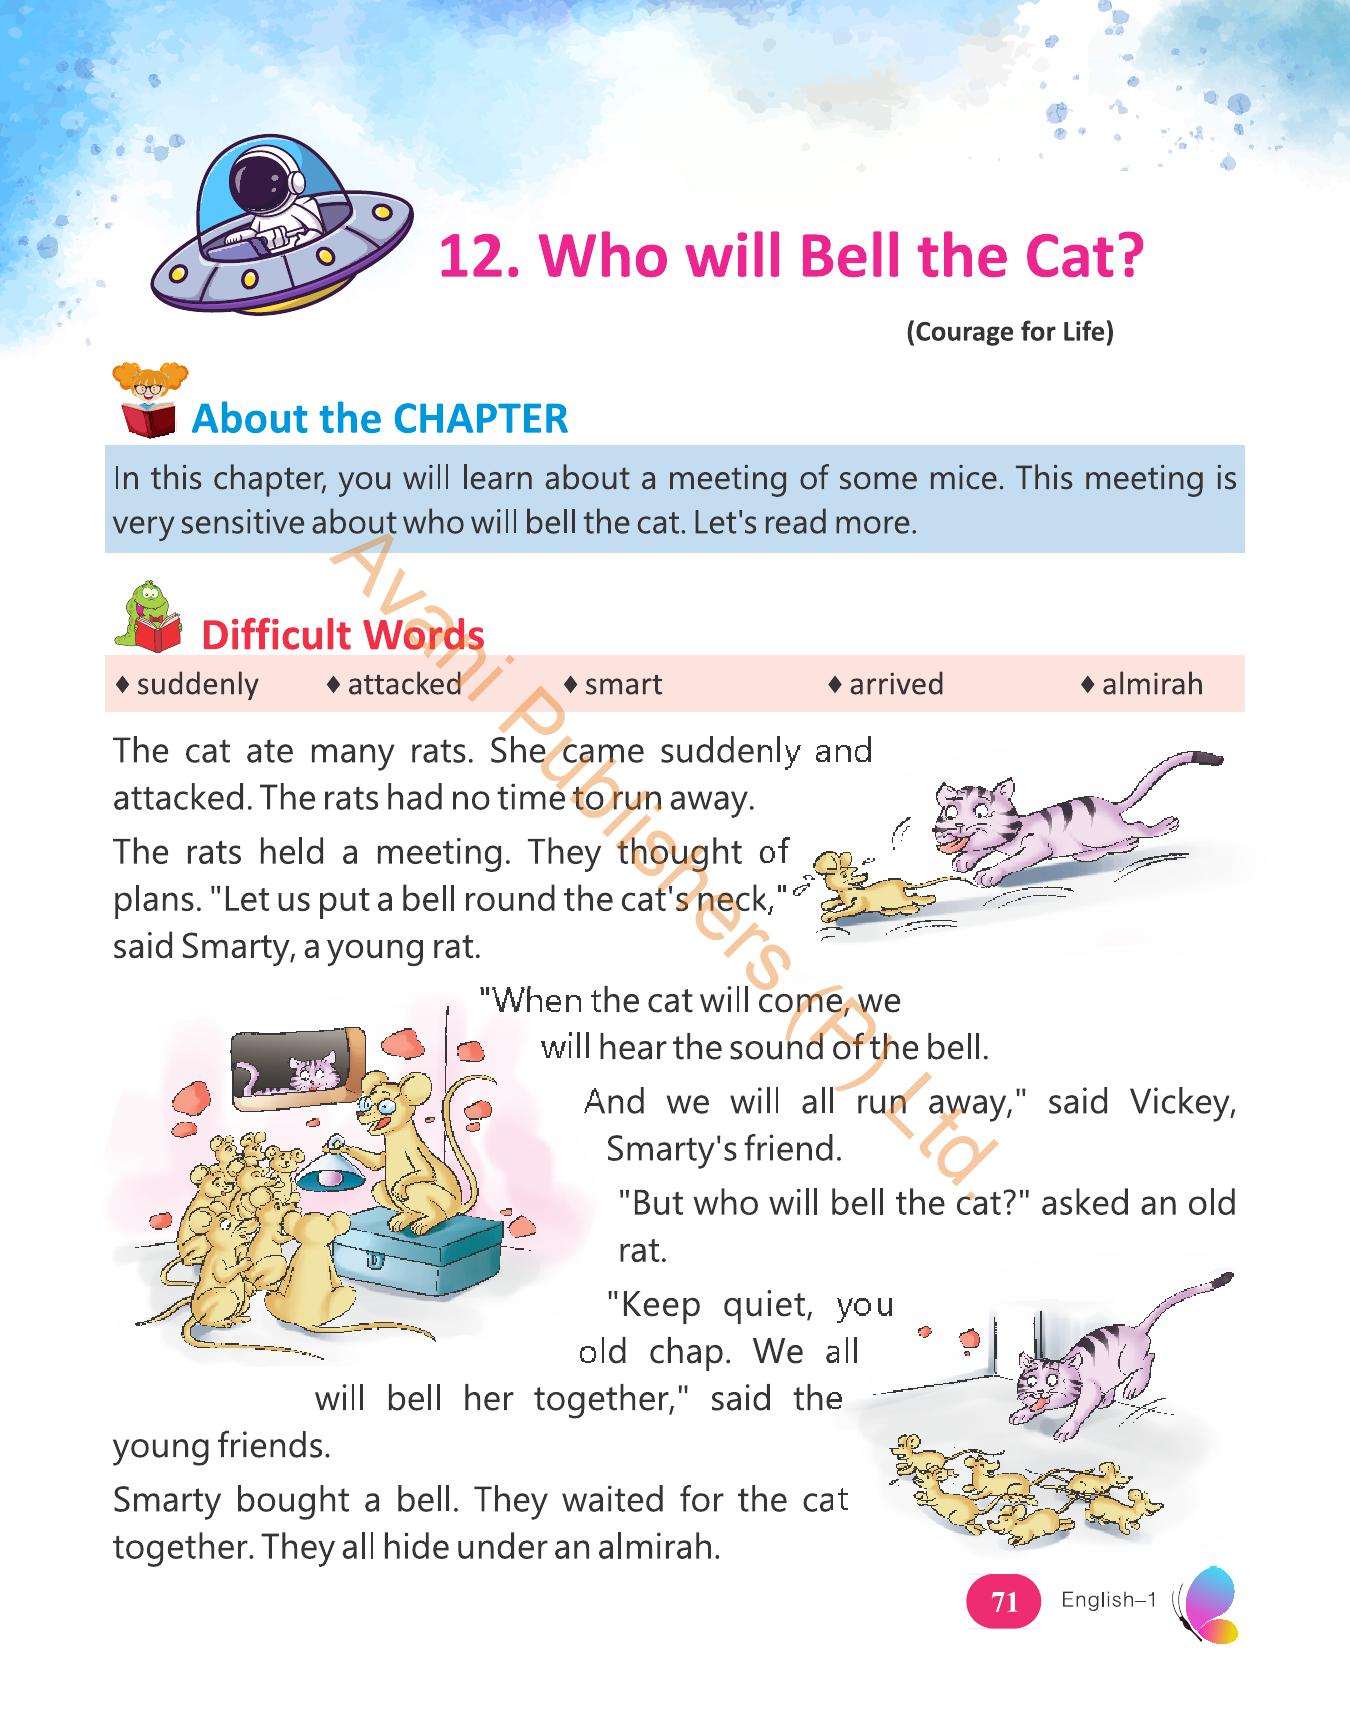 12. Who will Bell the Cat?
(Courage for Life)
About the CHAPTER
In this chapter, you will learn about a meeting of some mice. This meeting is
very sensitive about who will bell the cat. Let's read more.
Difficult Words
♦ suddenly ♦ attacked ♦ smart ♦ arrived ♦ almirah
The cat ate many rats. She came suddenly and
attacked. The rats had no time to run away.
The rats held a meeting. They thought of
plans. "Let us put a bell round the cat's neck,"
said Smarty, a young rat.
"When the cat will come, we
will hear the sound of the bell.
And we will all run away," said Vickey,
Smarty's friend.
"But who will bell the cat?" asked an old
rat.
"Keep quiet, you
old chap. We all
will bell her together," said the
young friends.
Smarty bought a bell. They waited for the cat
together. They all hide under an almirah.
71 English–1
Avani Publishers (P) Ltd.